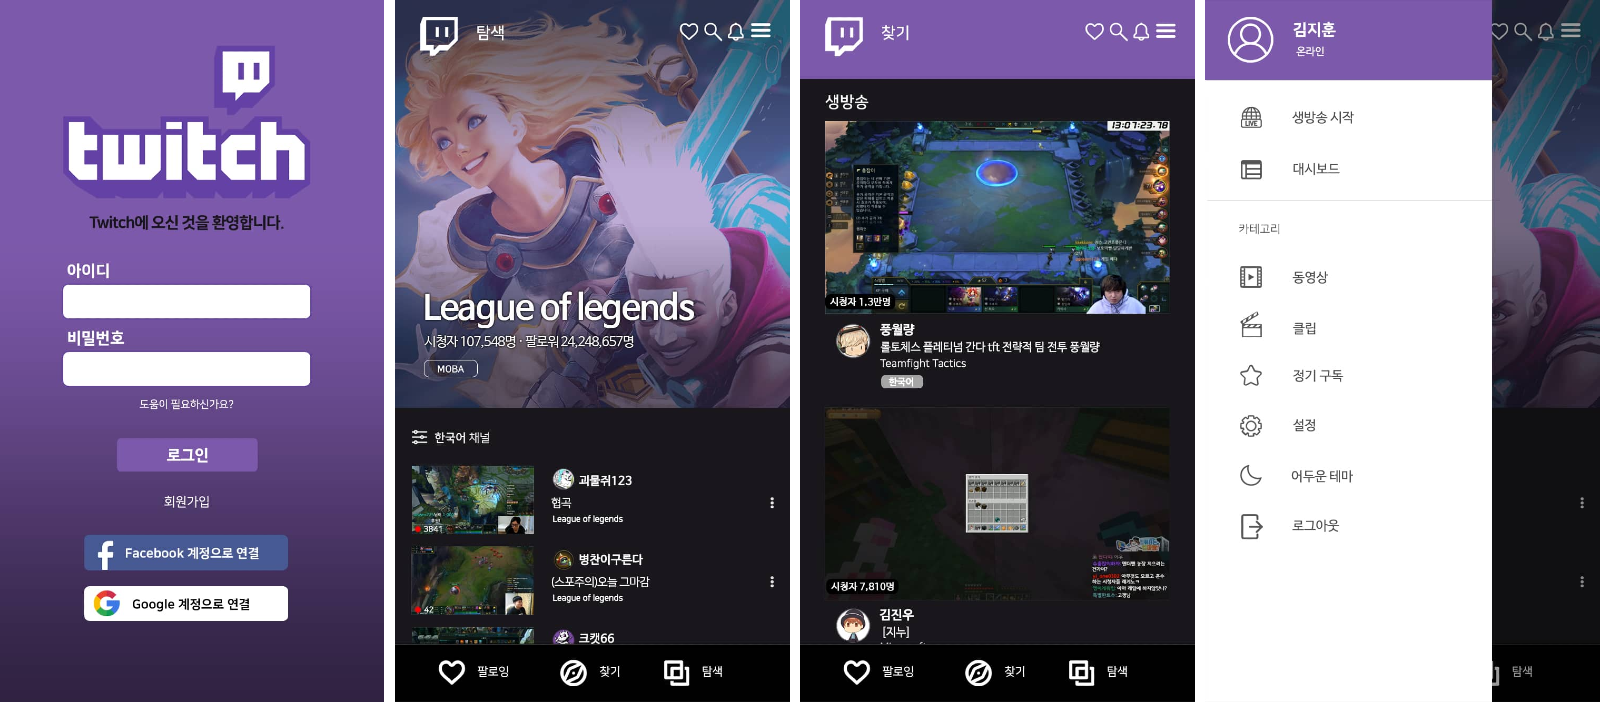 twitch
Twitch에 오신 것을 환영합니다.
아이디
비밀번호
도움이 필요하신가요?
로그인
회원가입
Facebook 계정으로 연결
Google 계정으로 연결
탐색
League of legends
시청자 107,548명 · 팔로워 24,248,657명
MOBA
한국어 채널
괴물쥐123
협곡
League of legends
3841
병찬이구른다
(스포주의)오늘 그마감
League of legends
42
크캣66
팔로잉
찾기
탐색
찾기
생방송
13:07:23.78
시청자 1.3만명
풍월량
롤토체스 플레티넘 간다 tft 전략적 팀 전투 풍월량
Teamfight Tactics
한국어
시청자 7,810명
김진우
[지누]
팔로잉
찾기
탐색
김지훈
온라인
LIVE
생방송 시작
대시보드
카테고리
동영상
클립
정기 구독
설정
어두운 테마
로그아웃
탐색